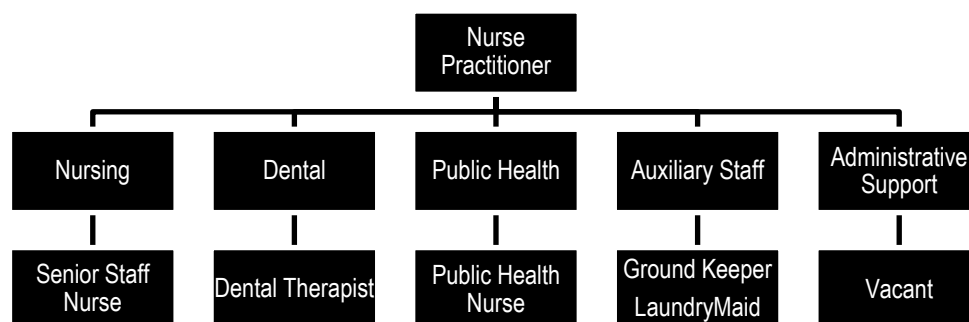 Nurse
Practitioner
Nursing
Dental
Public Health
Auxiliary Staff
Administrative
Support
Senior Staff
Nurse
Dental Therapist
Public Health
Nurse
Ground Keeper
LaundryMaid
Vacant